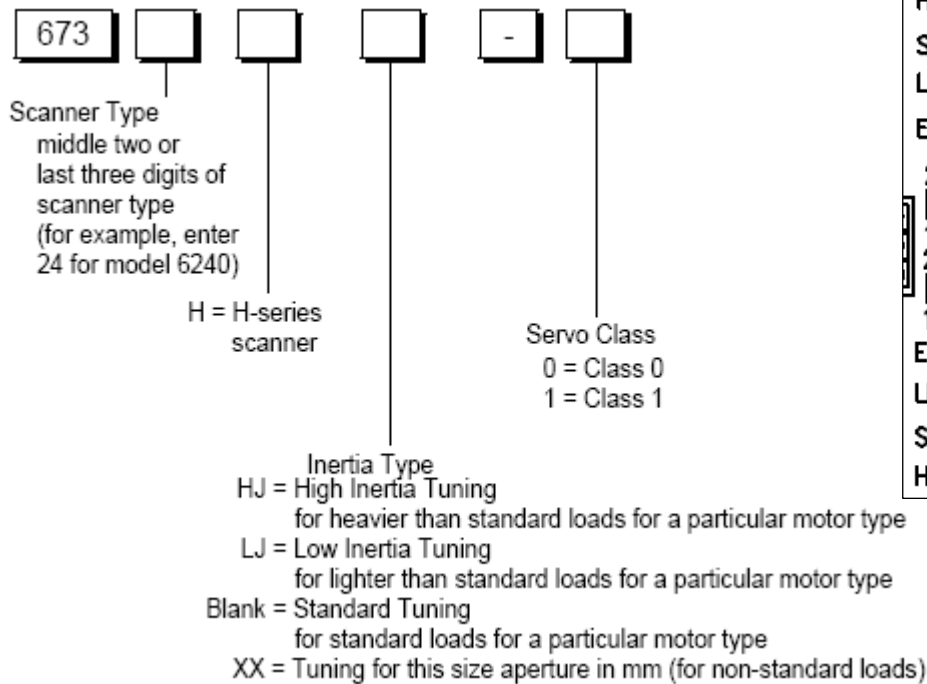 673 -
Scanner Type
middle two or
last three digits of
scanner type
(for example, enter
24 for model 6240)
H = H-series
scanner
Servo Class
0 = Class 0
1 = Class 1
Inertia Type
HJ = High Inertia Tuning
for heavier than standard loads for a particular motor type
LJ = Low Inertia Tuning
for lighter than standard loads for a particular motor type
Blank = Standard Tuning
for standard loads for a particular motor type
XX = Tuning for this size aperture in mm (for non-standard loads)